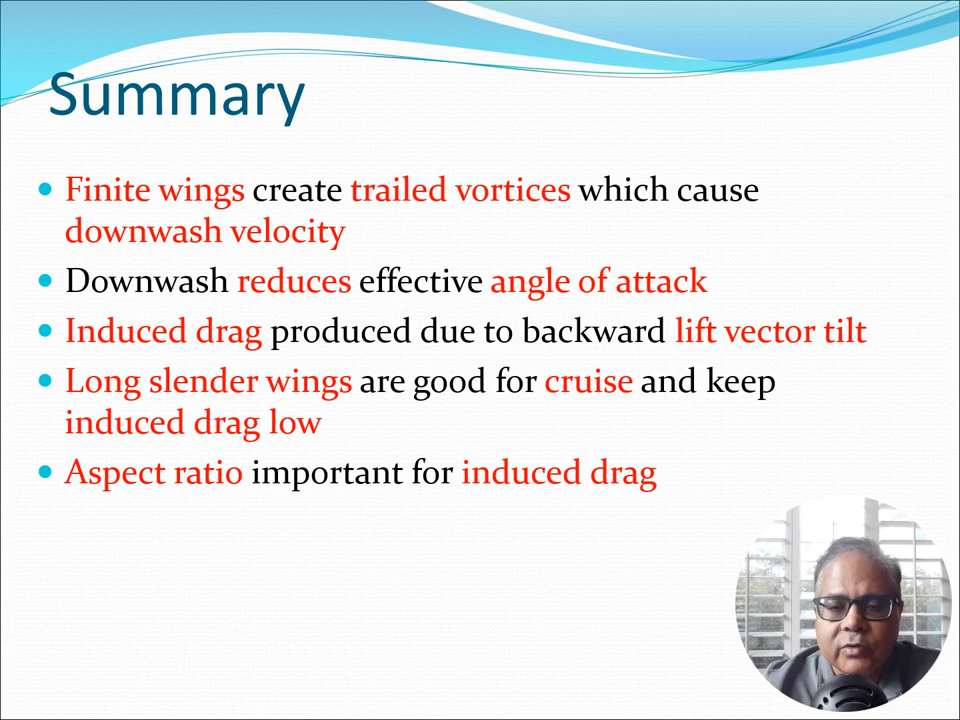 Summary
Finite wings create trailed vortices which cause
downwash velocity
Downwash reduces effective angle of attack
Induced drag produced due to backward lift vector tilt
Long slender wings are good for cruise and keep
induced drag low
Aspect ratio important for induced drag